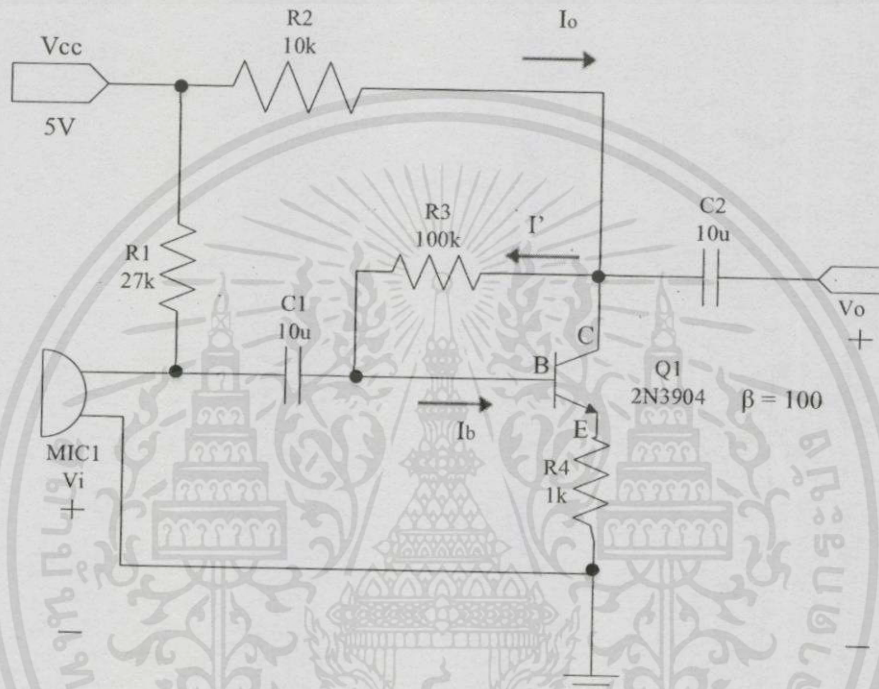 Vcc
5V
R2
10k
Io
R1
27k
R3
100k
I'
C2
10u
C1
10u
Vo
+
−
B
C
E
Q1
2N3904
β = 100
Ib
R4
1k
MIC1
Vi
+
−